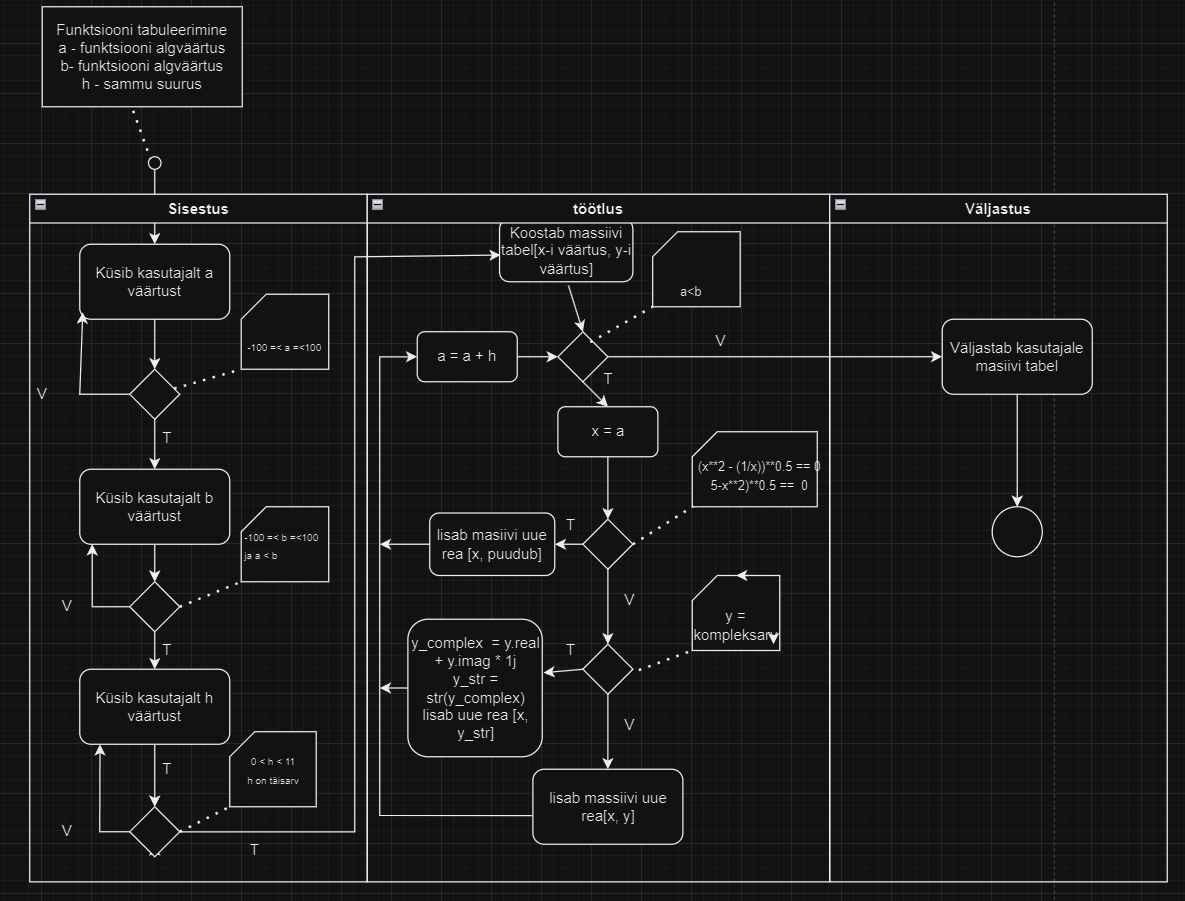 Funktsiooni tabuleerimine
a - funktsiooni algväärtus
b- funktsiooni algväärtus
h - sammu suurus
Sisestus
Küsib kasutajalt a
väärtust
-100 =< a =<100
V
T
Küsib kasutajalt b
väärtust
-100 =< b =<100
ja a < b
V
T
Küsib kasutajalt h
väärtust
T
0 < h < 11
h on täisarv
V
T
töötlus
Koostab massiivi
tabel[x-i väärtus, y-i
väärtus]
a<b
a = a + h
V
T
x = a
(x**2 - (1/x))**0.5 == 0
5-x**2)**0.5 == 0
T
lisab masiivi uue
rea [x, puudub]
V
y =
kompleksarv
T
y_complex = y.real
+ y.imag * 1j
y_str =
str(y_complex)
lisab uue rea [x,
y_str]
V
lisab massiivi uue
rea[x, y]
Väljastus
Väljastab kasutajale
masiivi tabel